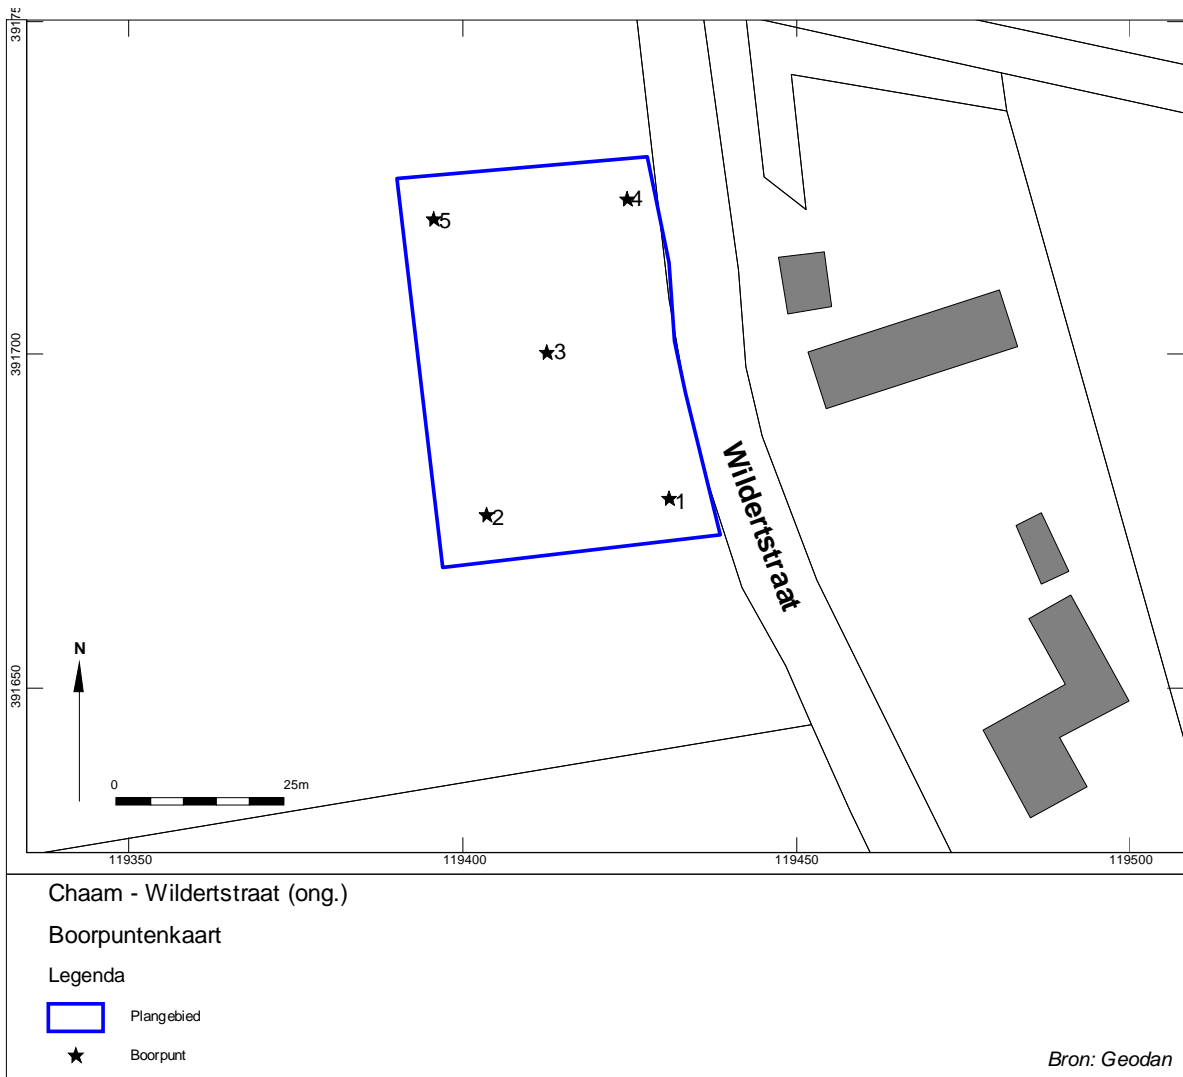 39175
4
5
391700
3
Wildertstraat
1
2
N
391650
0 25m
119350 119400 119450 119500
Chaam - Wildertstraat (ong.)
Boorpuntenkaart
Legenda
Plangebied
Boorpunt
Bron: Geodan